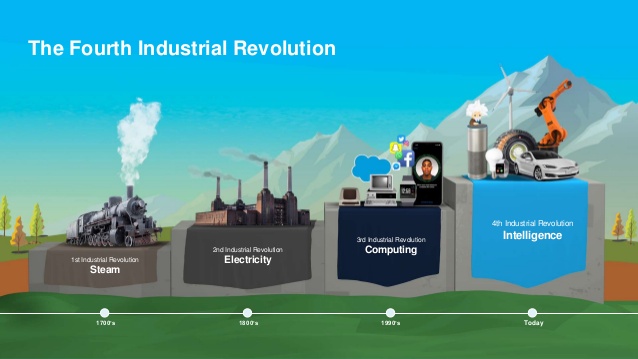 The Fourth Industrial Revolution
1st Industrial Revolution
Steam
2nd Industrial Revolution
Electricity
3rd Industrial Revolution
Computing
4th Industrial Revolution
Intelligence
1700's
1800's
1990's
Today